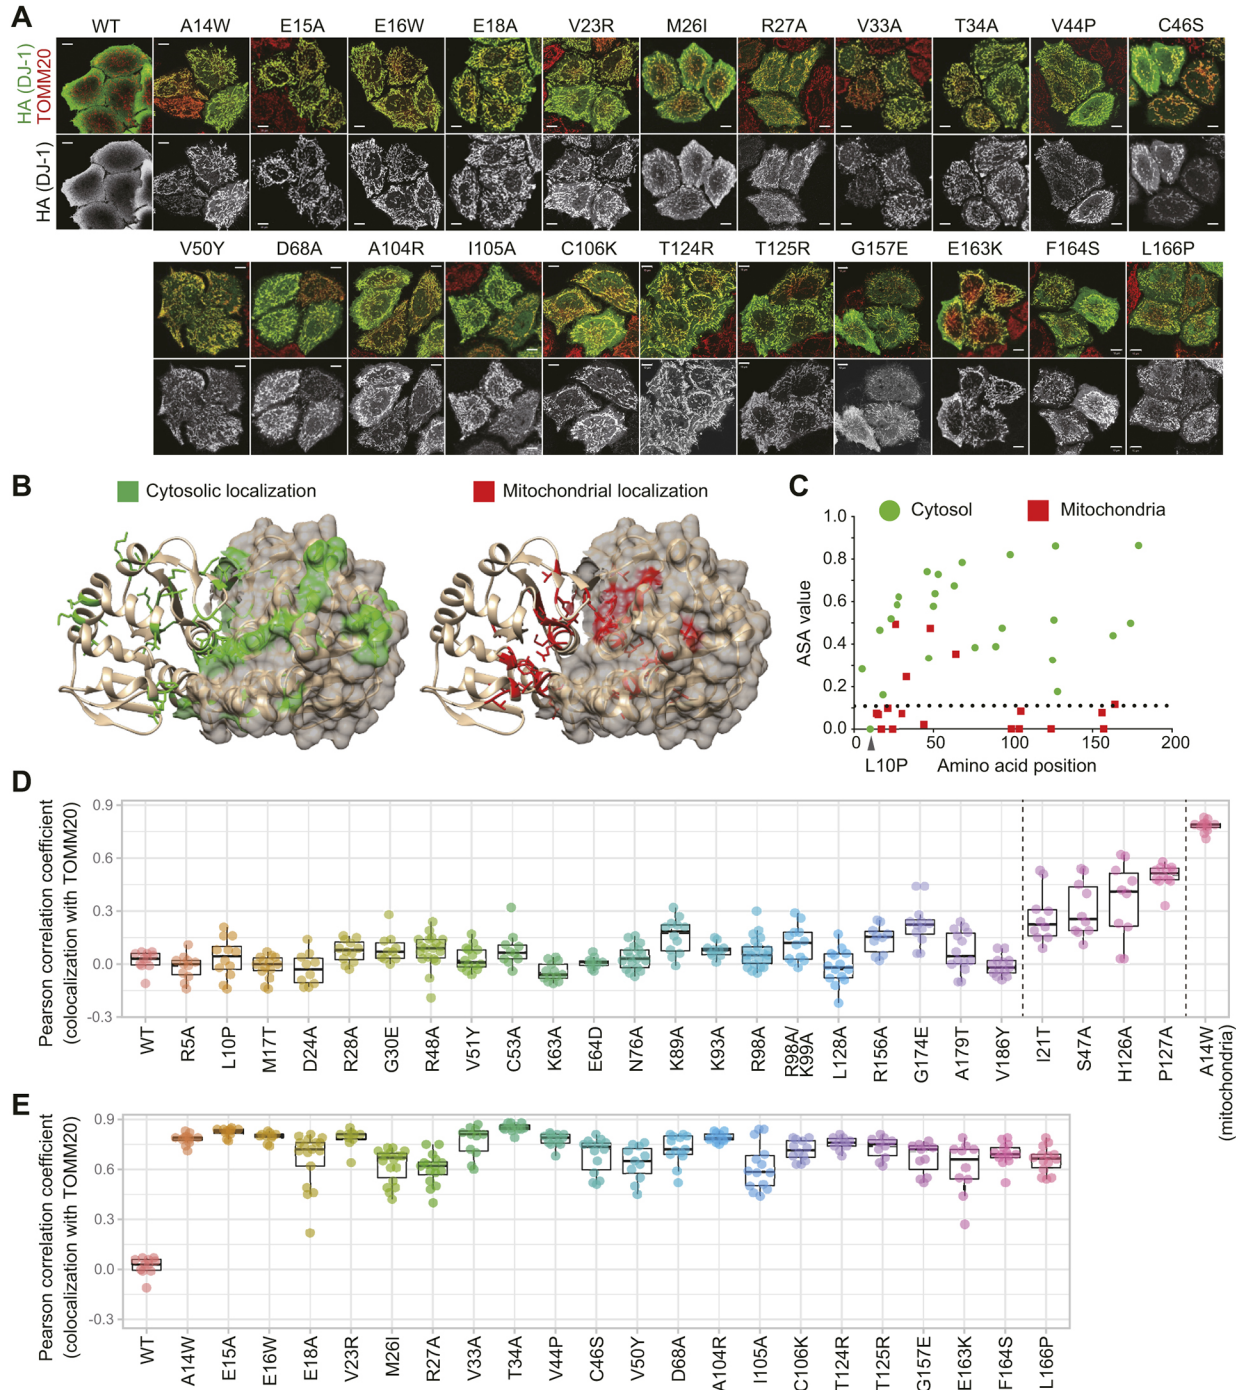 A
WT A14W E15A E16W E18A V23R M26I R27A V33A T34A V44P C46S
HA (DJ-1)
TOMM20
HA (DJ-1)
V50Y D68A A104R I105A C106K T124R T125R G157E E163K F164S L166P
B
Cytosolic localization
Mitochondrial localization
C
Cytosol
Mitochondria
ASA value
1.0
0.8
0.6
0.4
0.2
0.0
0 50 100 150 200
L10P
Amino acid position
D
Pearson correlation coefficient
(colocalization with TOMM20)
0.9
0.6
0.3
0.0
-0.3
WT R5A L10P M17T D24A R28A G30E R48A V51Y C53A K63A E64D N76A K89A K93A R98A R98A/K99A L128A R156A G174E A179T V186Y I21T S47A H126A P127A A14W
(mitochondria)
E
Pearson correlation coefficient
(colocalization with TOMM20)
0.9
0.6
0.3
0.0
-0.3
WT A14W E15A E16W E18A V23R M26I R27A V33A T34A V44P C46S V50Y D68A A104R I105A C106K T124R T125R G157E E163K F164S L166P